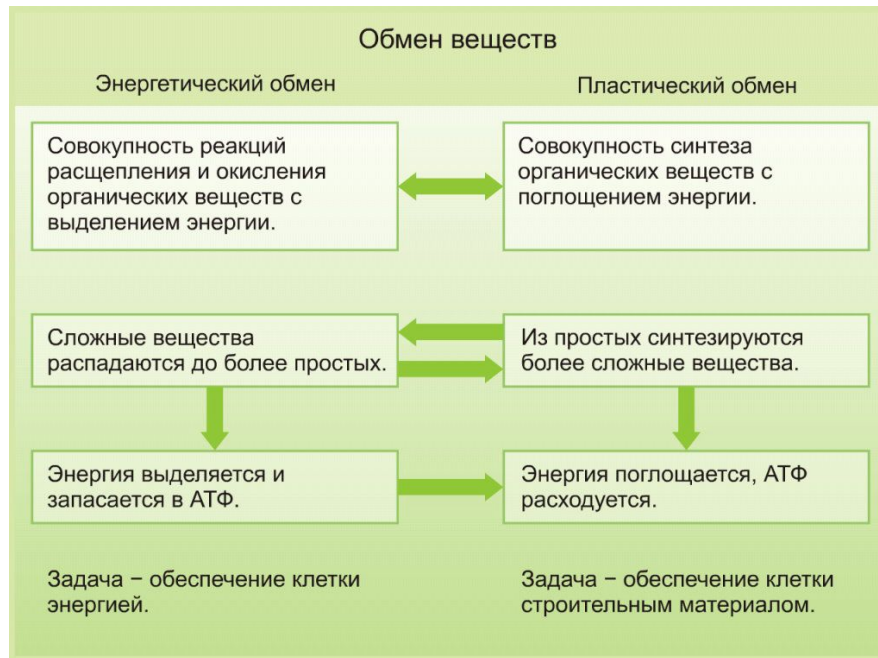 Обмен веществ
Энергетический обмен
Пластический обмен
Совокупность реакций
расщепления и окисления
органических веществ с
выделением энергии.
Совокупность синтеза
органических веществ с
поглощением энергии.
Сложные вещества
распадаются до более простых.
Из простых синтезируются
более сложные вещества.
Энергия выделяется и
запасается в АТФ.
Энергия поглощается, АТФ
расходуется.
Задача − обеспечение клетки
энергией.
Задача − обеспечение клетки
строительным материалом.